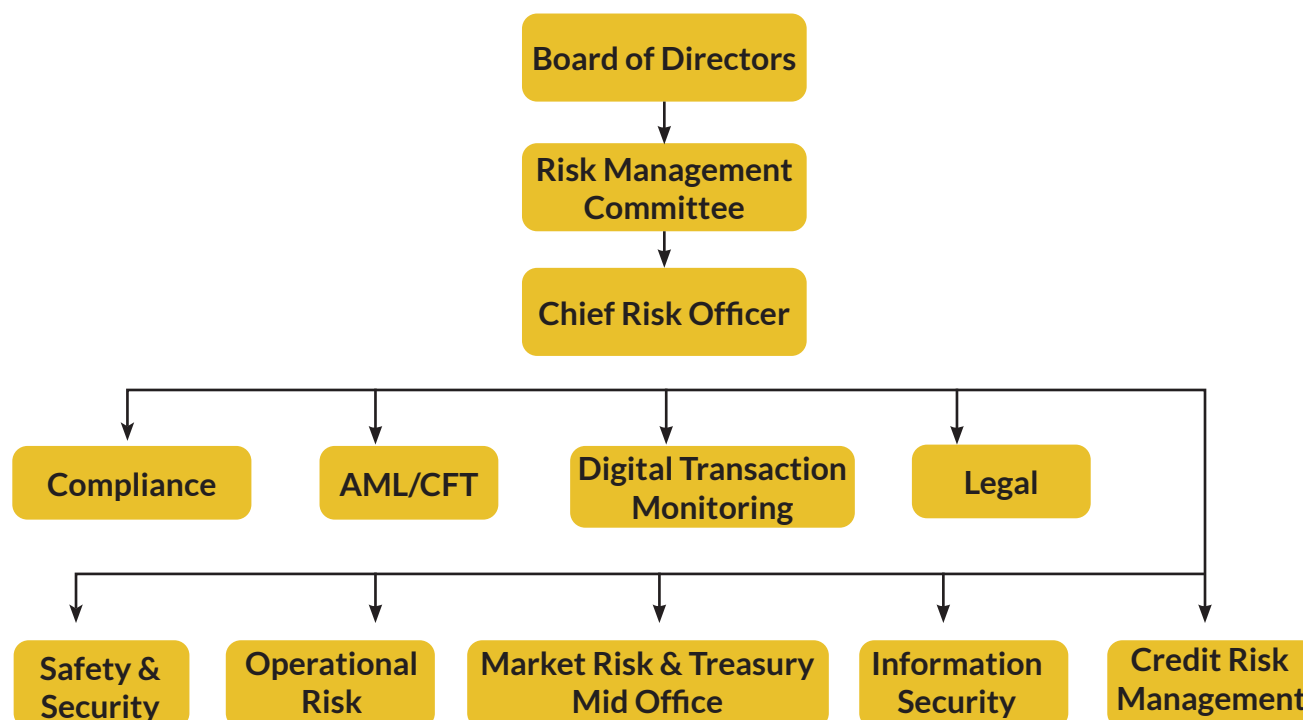 Board of Directors
Risk Management
Committee
Chief Risk Officer
Compliance
AML/CFT
Digital Transaction
Monitoring
Legal
Safety &
Security
Operational
Risk
Market Risk & Treasury
Mid Office
Information
Security
Credit Risk
Management